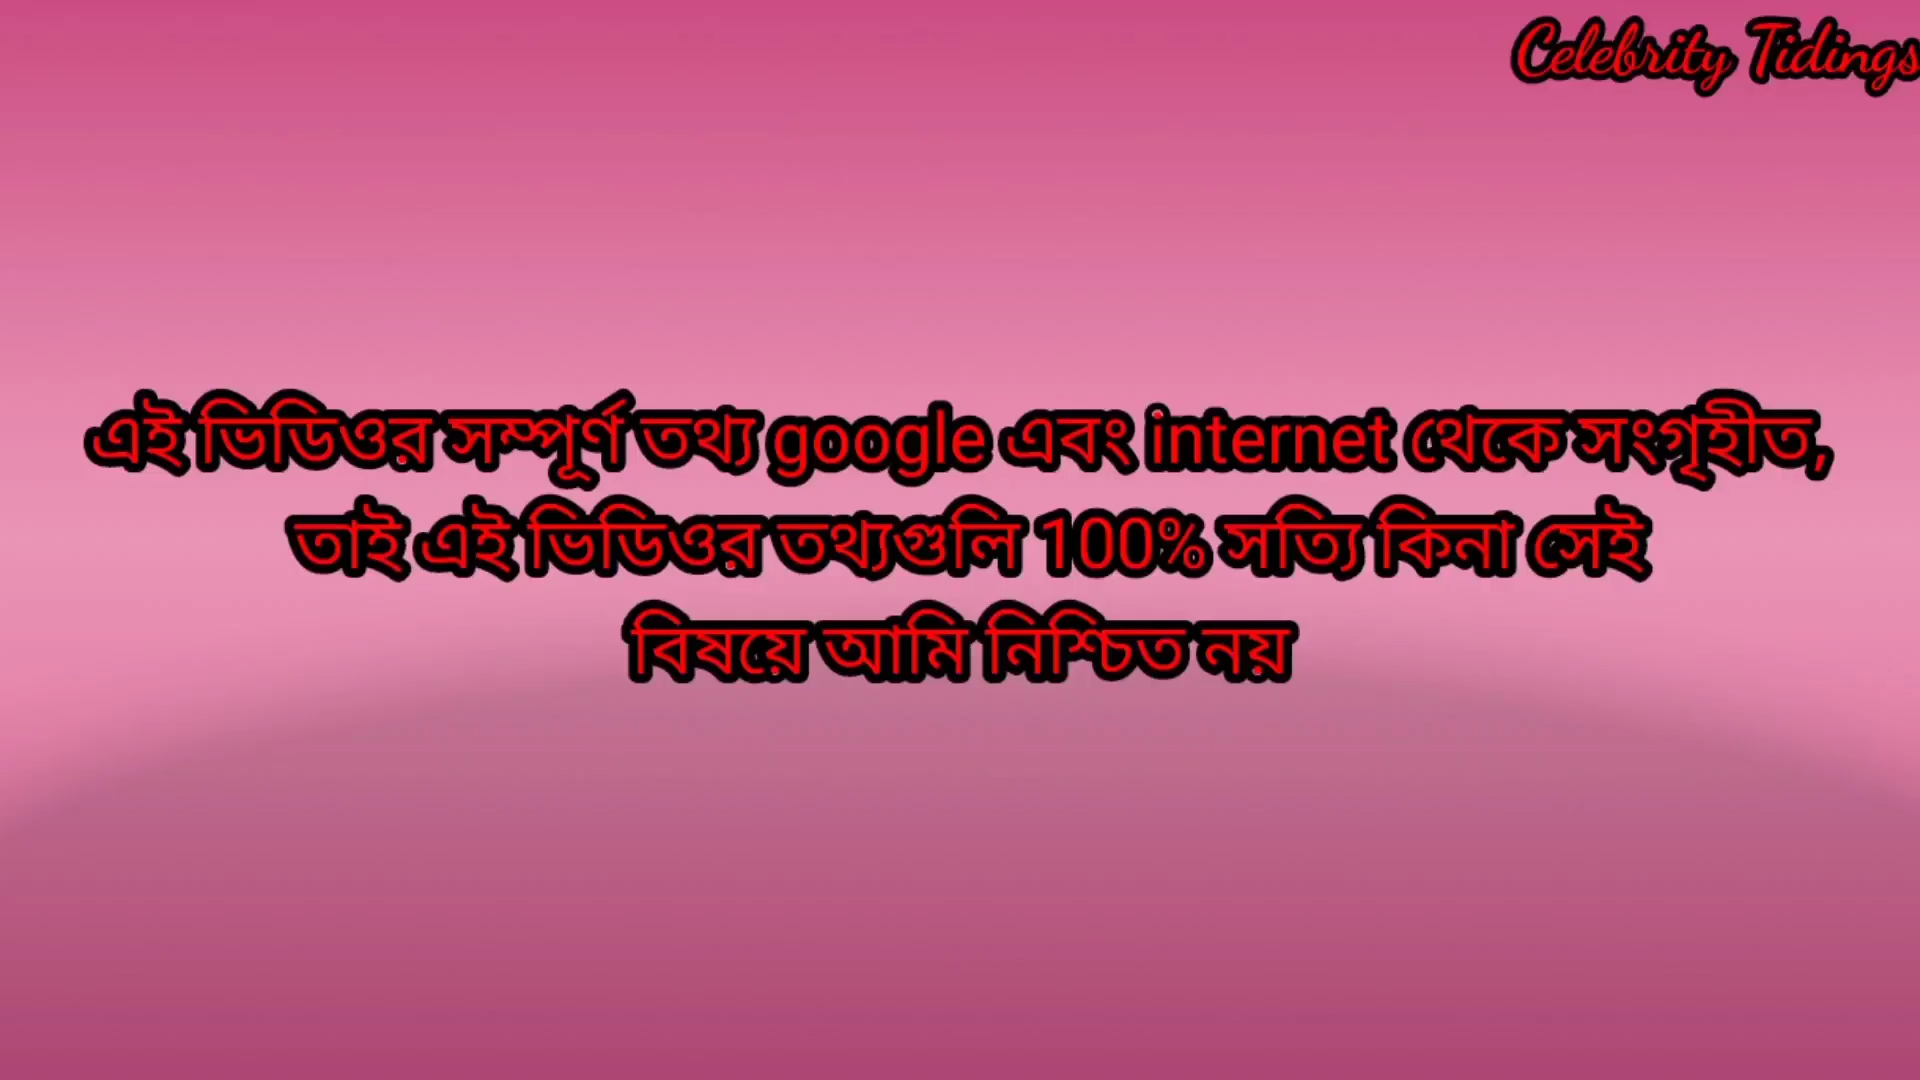 Celebrity Tidings
এই ভিডিওর সম্পূর্ণ তথ্য google এবং internet থেকে সংগৃহীত,
তাই এই ভিডিওর তথ্যগুলি 100% সত্যি কিনা সেই
বিষয়ে আমি নিশ্চিত নয়